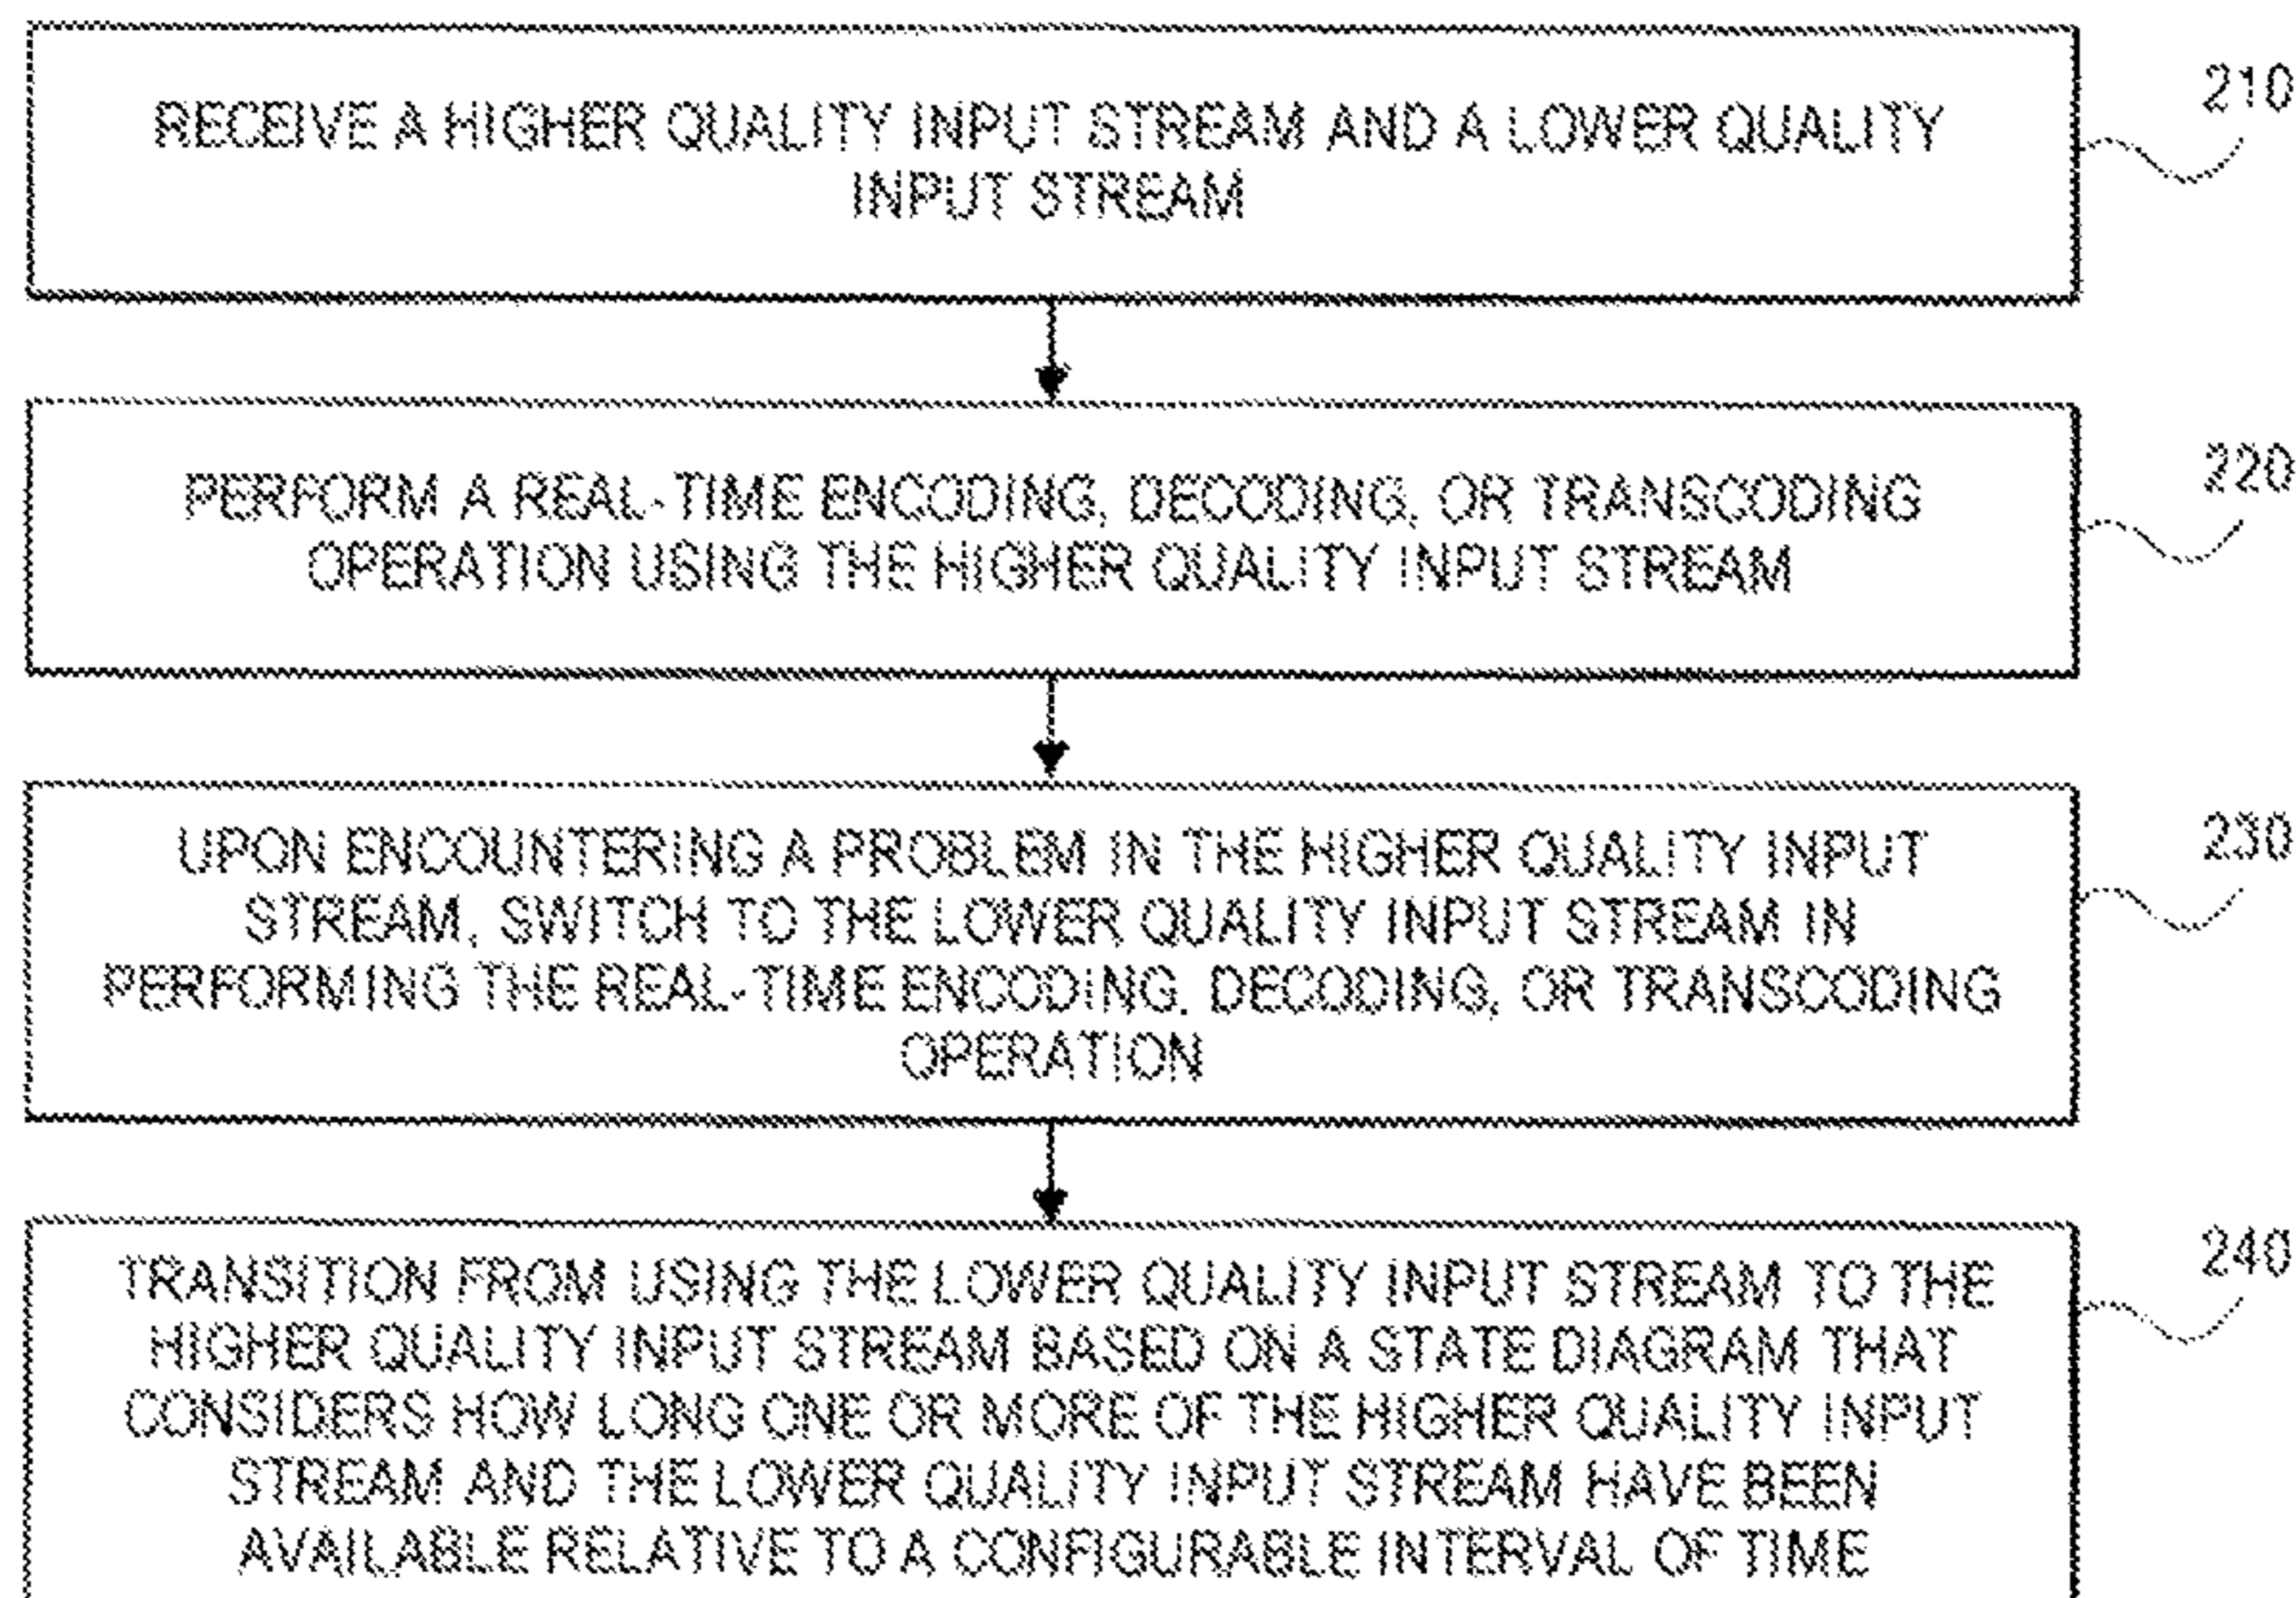 RECEIVE A HIGHER QUALITY INPUT STREAM AND A LOWER QUALITY
INPUT STREAM
210
PERFORM A REAL-TIME ENCODING, DECODING, OR TRANSCODING
OPERATION USING THE HIGHER QUALITY INPUT STREAM
220
UPON ENCOUNTERING A PROBLEM IN THE HIGHER QUALITY INPUT
STREAM, SWITCH TO THE LOWER QUALITY INPUT STREAM IN
PERFORMING THE REAL-TIME ENCODING, DECODING, OR TRANSCODING
OPERATION
230
TRANSITION FROM USING THE LOWER QUALITY INPUT STREAM TO THE
HIGHER QUALITY INPUT STREAM BASED ON A STATE DIAGRAM THAT
CONSIDERS HOW LONG ONE OR MORE OF THE HIGHER QUALITY INPUT
STREAM AND THE LOWER QUALITY INPUT STREAM HAVE BEEN
AVAILABLE RELATIVE TO A CONFIGURABLE INTERVAL OF TIME
240